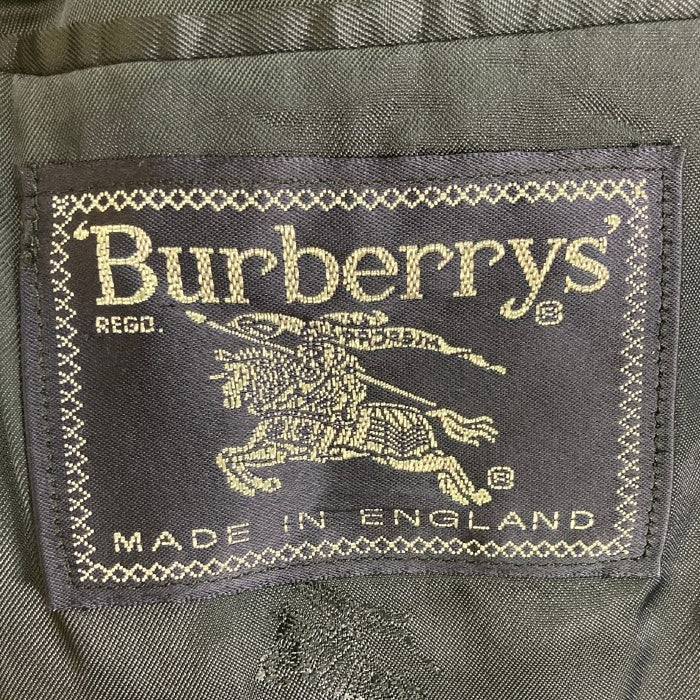 'Burberrys'®
REGD.
®
MADE IN ENGLAND